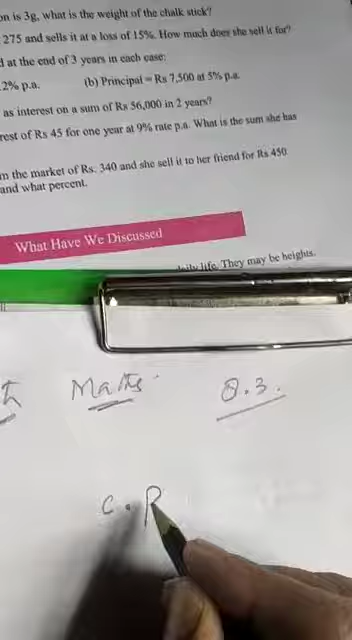 on is 3g, what is the weight of the chalk stick?
275 and sells it at a loss of 15%. How much does she sell it for?
d at the end of 3 years in each case:
2% p.a. (b) Principal = Rs 7,500 at 5% p.a.
as interest on a sum of Rs 56,000 in 2 years?
rest of Rs 45 for one year at 9% rate p.a. What is the sum she has
m the market of Rs. 340 and she sell it to her friend for Rs 450
and what percent.
What Have We Discussed
daily life. They may be heights.
th Maths Q.3.
C.P